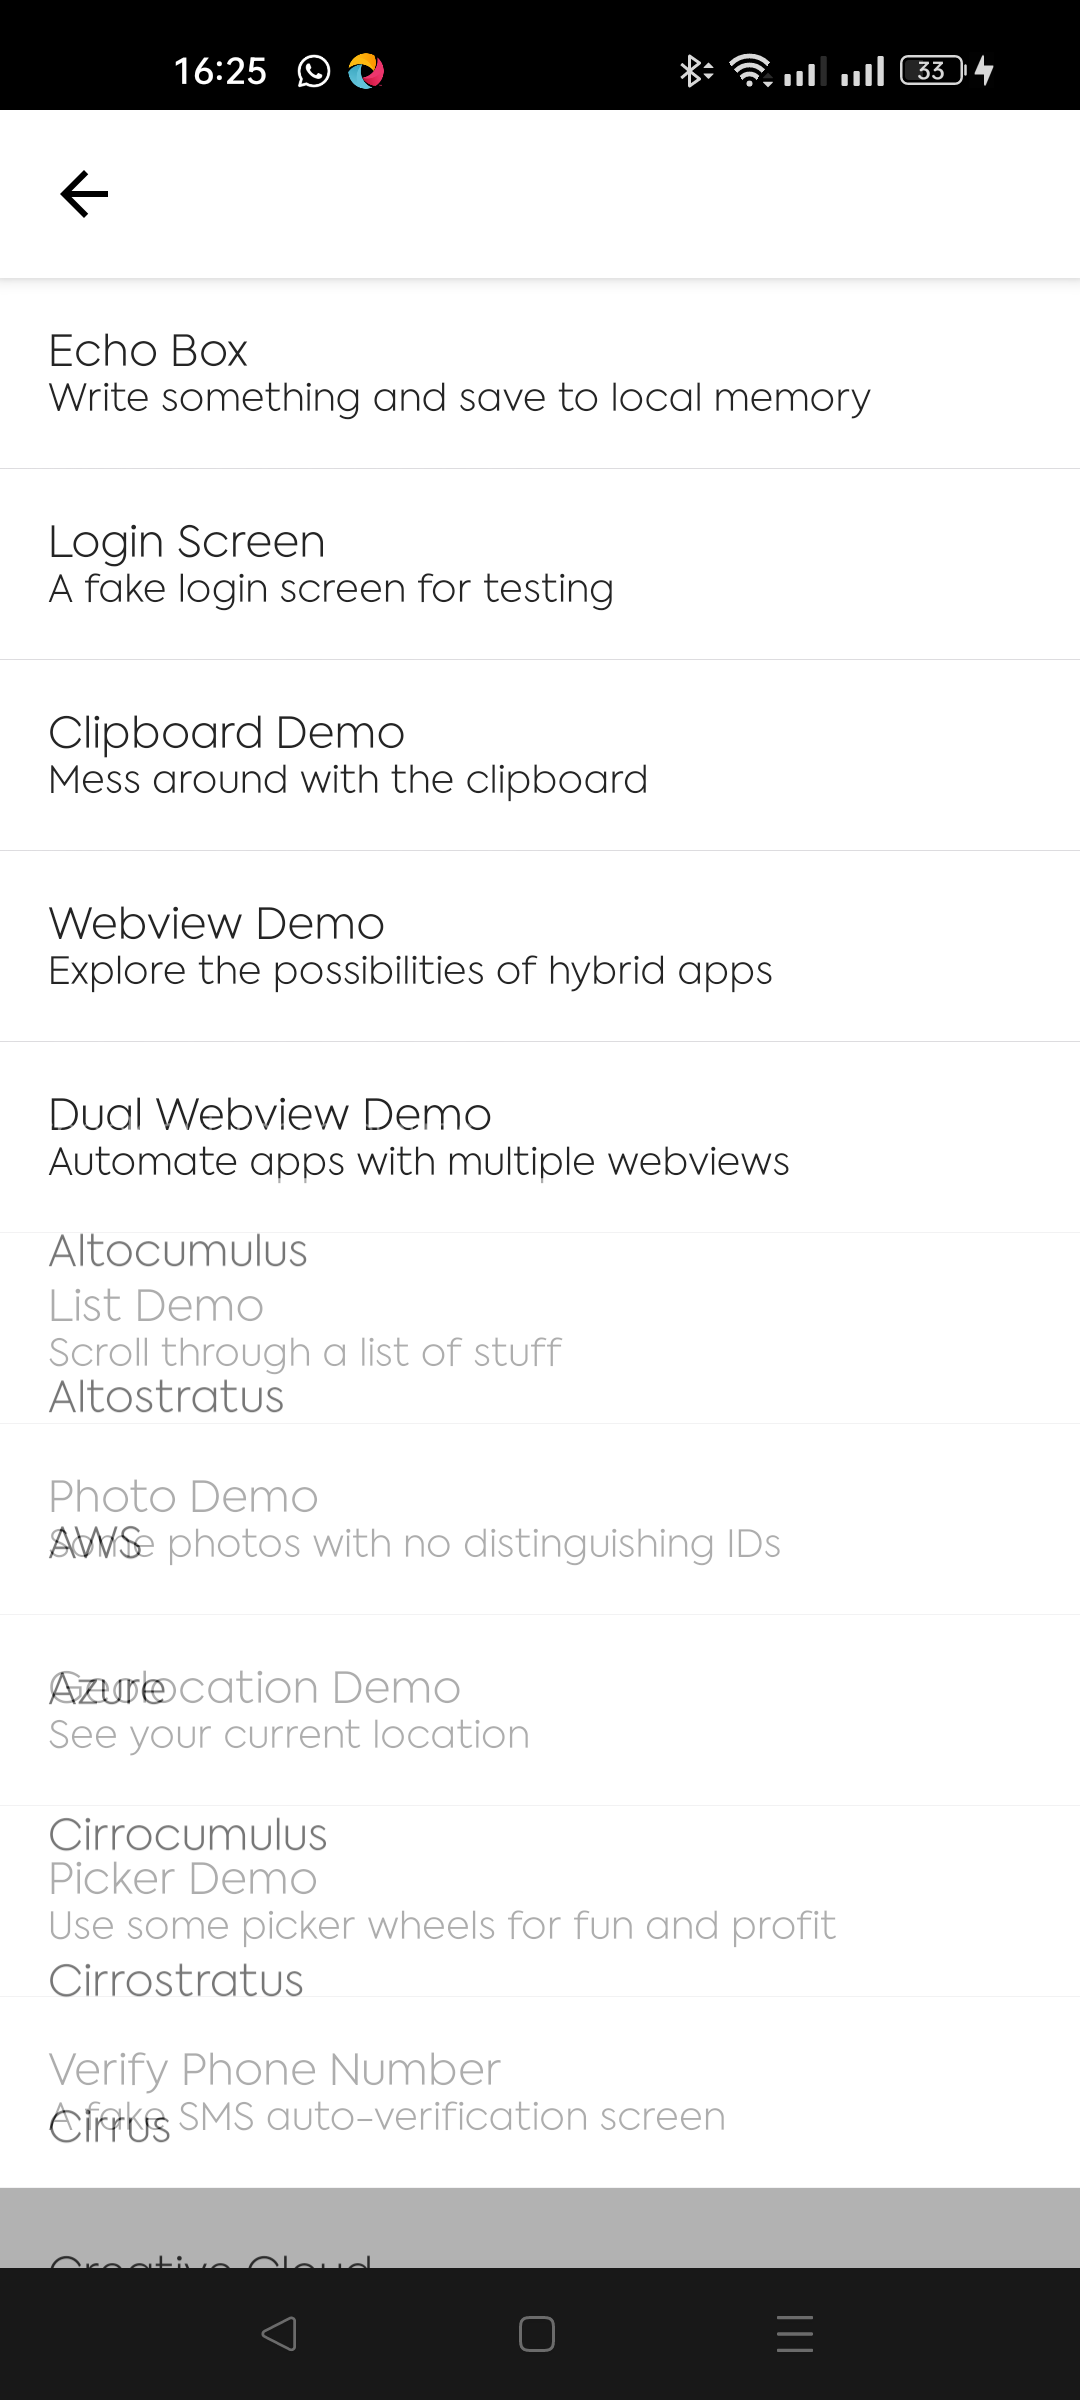 16:25
33
Echo Box
Write something and save to local memory
Login Screen
A fake login screen for testing
Clipboard Demo
Mess around with the clipboard
Webview Demo
Explore the possibilities of hybrid apps
Dual Webview Demo
Automate apps with multiple webviews
Altocumulus
List Demo
Scroll through a list of stuff
Altostratus
Photo Demo
AWS
Some photos with no distinguishing IDs
Azure
Geolocation Demo
See your current location
Cirrocumulus
Picker Demo
Use some picker wheels for fun and profit
Cirrostratus
Verify Phone Number
A fake SMS auto-verification screen
Cirrus
Creative Cloud